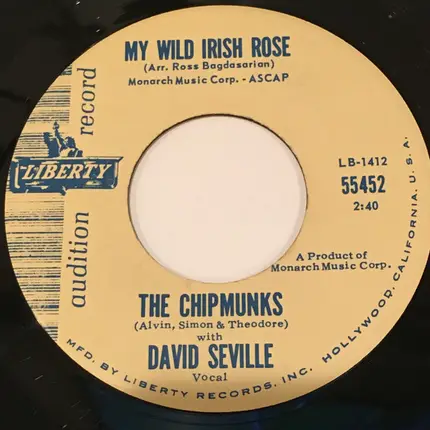 MY WILD IRISH ROSE
(Arr. Ross Bagdasarian)
Monarch Music Corp. - ASCAP
audition record
LIBERTY
LB-1412
55452
2:40
A Product of
Monarch Music Corp.
THE CHIPMUNKS
(Alvin, Simon & Theodore)
with
DAVID SEVILLE
Vocal
MFD. BY LIBERTY RECORDS, INC. HOLLYWOOD, CALIFORNIA, U.S.A.